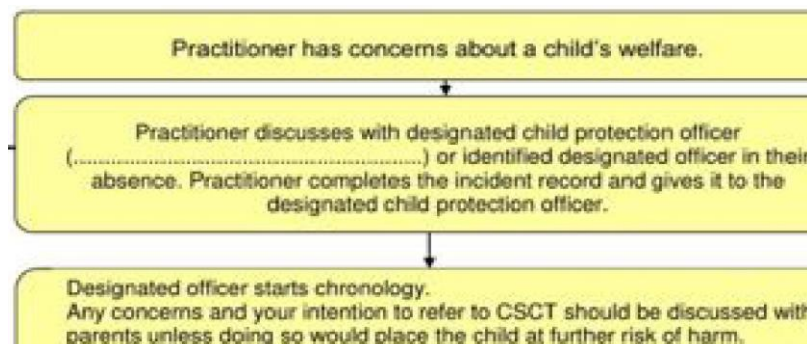 Practitioner has concerns about a child's welfare.
Practitioner discusses with designated child protection officer
(........................................................) or identified designated officer in their
absence. Practitioner completes the incident record and gives it to the
designated child protection officer.
Designated officer starts chronology.
Any concerns and your intention to refer to CSCT should be discussed with
parents unless doing so would place the child at further risk of harm.